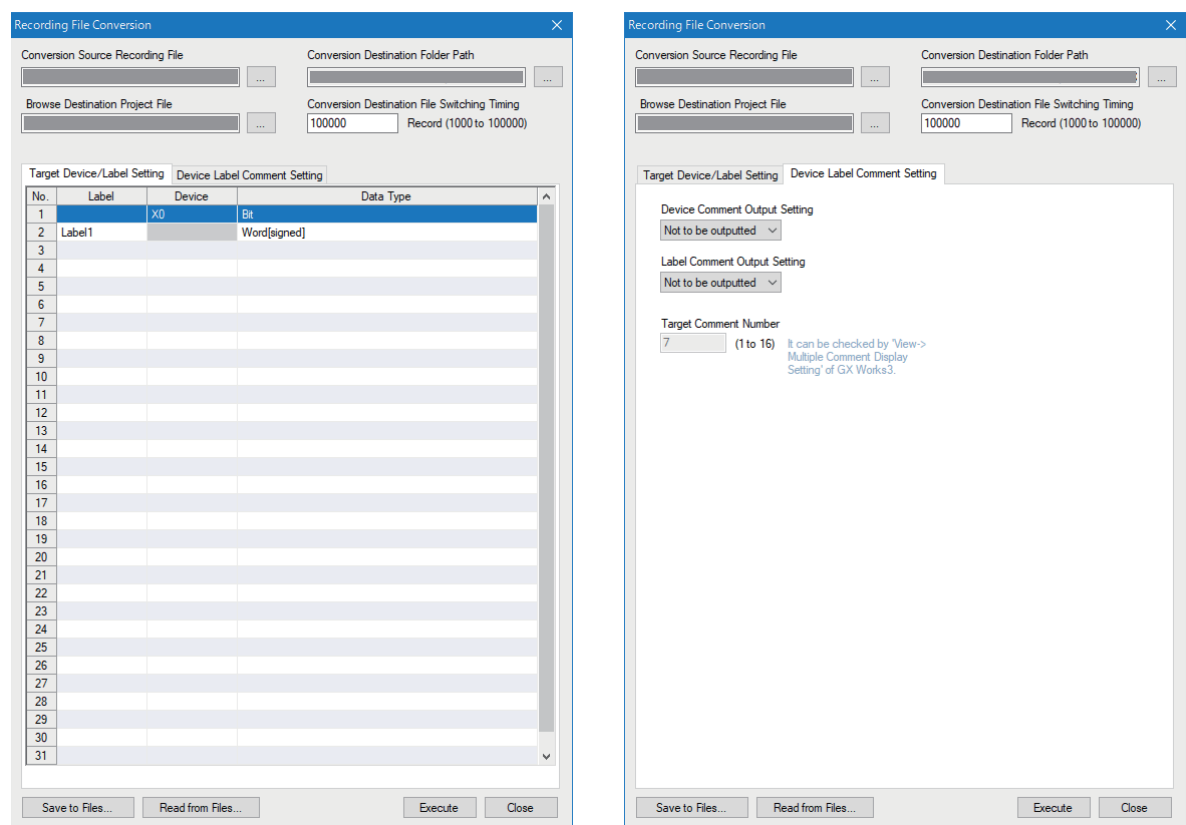 Recording File Conversion
Conversion Source Recording File Conversion Destination Folder Path
... ...
Browse Destination Project File Conversion Destination File Switching Timing
... 100000 Record (1000 to 100000)
Target Device/Label Setting Device Label Comment Setting
No. Label Device Data Type
1 X0 Bit
2 Label1 Word[signed]
3
4
5
6
7
8
9
10
11
12
13
14
15
16
17
18
19
20
21
22
23
24
25
26
27
28
29
30
31
Save to Files... Read from Files... Execute Close
Recording File Conversion
Conversion Source Recording File Conversion Destination Folder Path
... ...
Browse Destination Project File Conversion Destination File Switching Timing
... 100000 Record (1000 to 100000)
Target Device/Label Setting Device Label Comment Setting
Device Comment Output Setting
Not to be outputted
Label Comment Output Setting
Not to be outputted
Target Comment Number
7 (1 to 16) It can be checked by 'View->
Multiple Comment Display
Setting' of GX Works3.
Save to Files... Read from Files... Execute Close